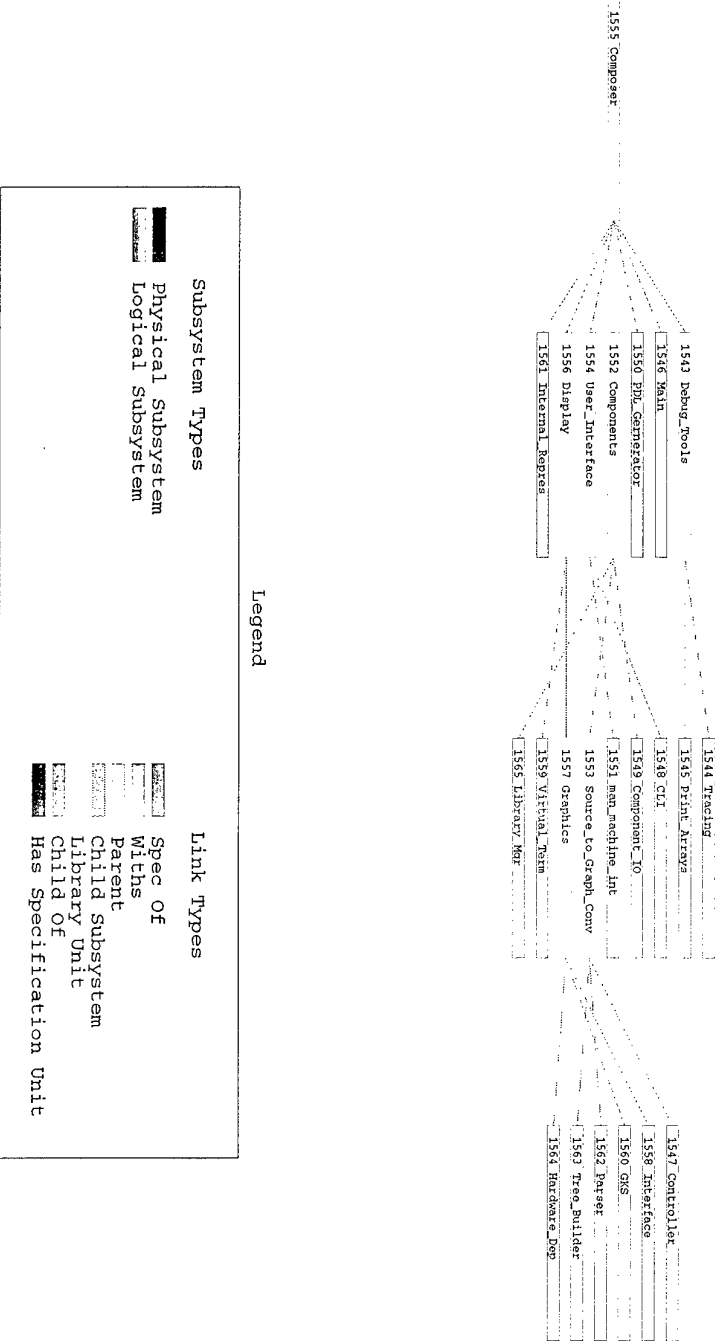 1555 Composer
1543 Debug_Tools
1546 Main
1550 PDL_Gernerator
1552 Components
1554 User_Interface
1556 Display
1561 Internal_Repres
1544 Tracing
1545 Print_Arrays
1548 CLI
1549 Component_IO
1551 man_machine_int
1553 Source_to_Graph_Conv
1557 Graphics
1559 Virtual_Term
1565 Library_Mgr
1547 Controller
1558 Interface
1560 GKS
1562 Parser
1563 Tree_Builder
1564 Hardware_Dep
Legend
Subsystem Types
Physical Subsystem
Logical Subsystem
Link Types
Spec Of
Withs
Parent
Child Subsystem
Library Unit
Child Of
Has Specification Unit